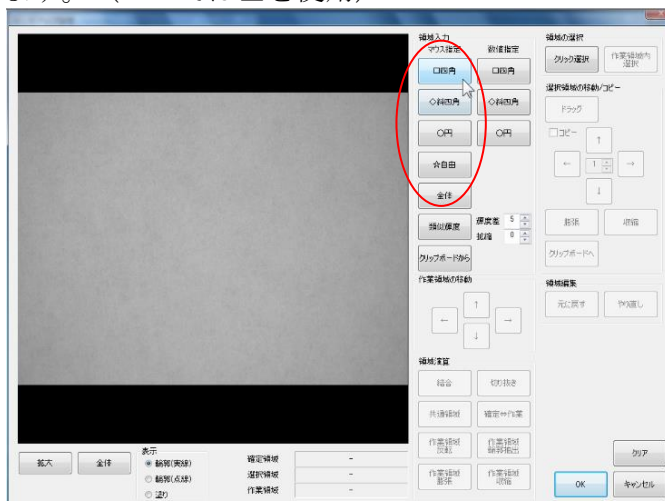 領域入力
マウス指定 数値指定
□四角 □四角
◇斜四角 ◇斜四角
○円 ○円
☆自由
全体
類似輝度 輝度差 5
拡縮 0
クリップボードから
作業領域の移動
↑
← →
↓
領域演算
結合 切り抜き
共通領域 確定⇔作業
作業領域反転 作業領域輪郭抽出
作業領域膨張 作業領域収縮
領域の選択
クリック選択 作業領域内選択
選択領域の移動/コピー
ドラッグ
□コピー ↑
← 1 →
↓
膨張 収縮
クリップボードへ
領域編集
元に戻す やり直し
クリア
OK キャンセル
拡大 全体
表示
輪郭(実線)
輪郭(点線)
塗り
確定領域 -
選択領域 -
作業領域 -